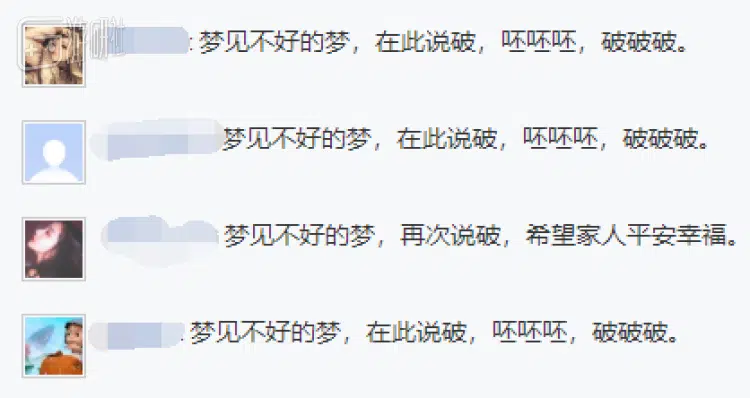 游研社
: 梦见不好的梦，在此说破，呸呸呸，破破破。
梦见不好的梦，在此说破，呸呸呸，破破破。
梦见不好的梦，再次说破，希望家人平安幸福。
: 梦见不好的梦，在此说破，呸呸呸，破破破。